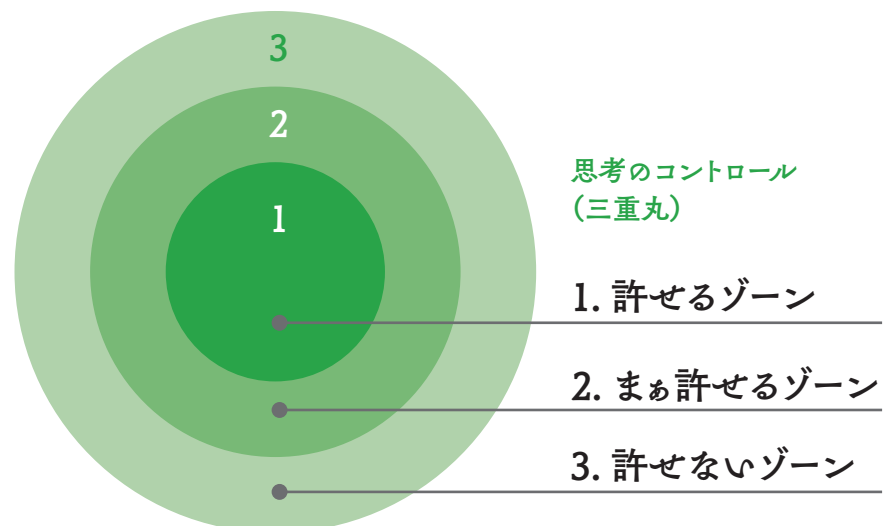 3
2
1
思考のコントロール
(三重丸)
1. 許せるゾーン
2. まぁ許せるゾーン
3. 許せないゾーン